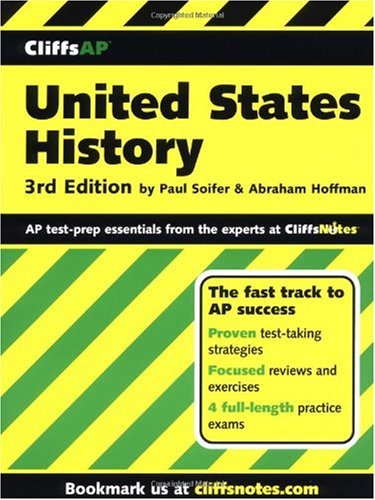 CliffsAP™
United States
History
3rd Edition by Paul Soifer & Abraham Hoffman
AP test-prep essentials from the experts at CliffsNotes™
The fast track to
AP success
Proven test-taking
strategies
Focused reviews and
exercises
4 full-length practice
exams
Bookmark us at cliffsnotes.com